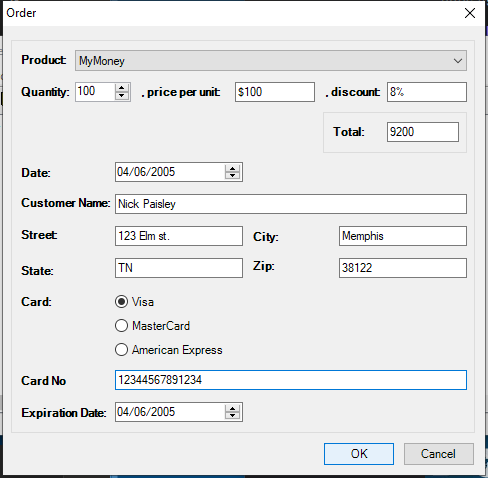 Order
Product: MyMoney
Quantity: 100 , price per unit: $100 , discount: 8%
Total: 9200
Date: 04/06/2005
Customer Name: Nick Paisley
Street: 123 Elm st. City: Memphis
State: TN Zip: 38122
Card: Visa
MasterCard
American Express
Card No 12344567891234
Expiration Date: 04/06/2005
OK Cancel